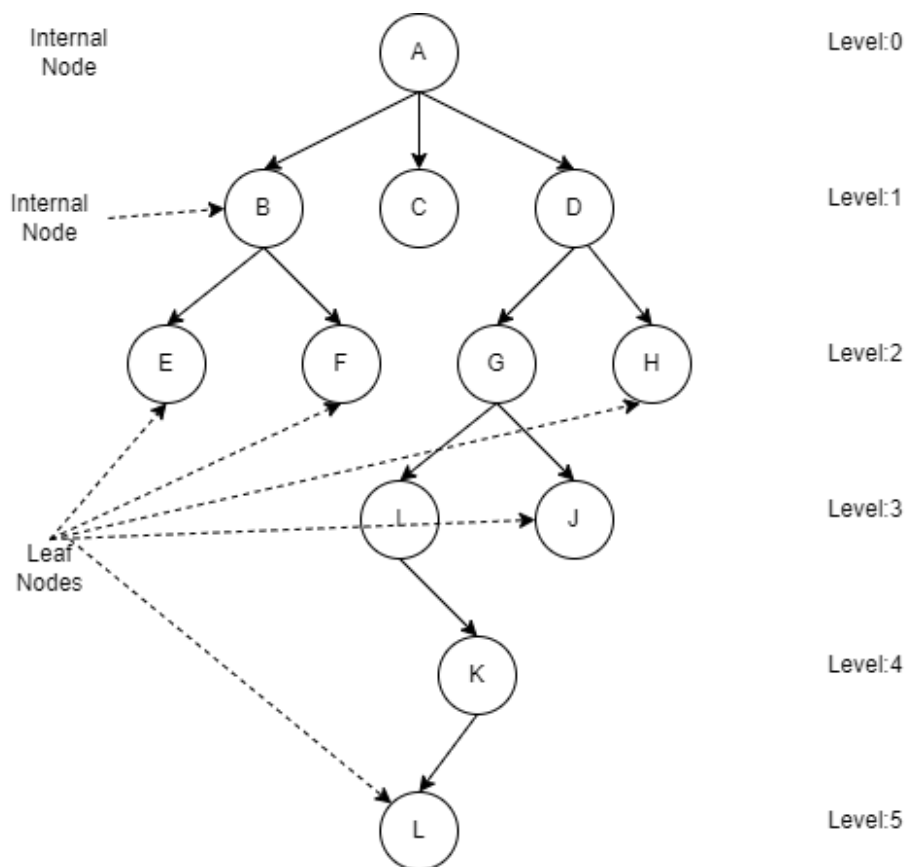 Internal
Node
A
Level:0
Internal
Node
B
C
D
Level:1
E
F
G
H
Level:2
I
J
Level:3
Leaf
Nodes
K
Level:4
L
Level:5